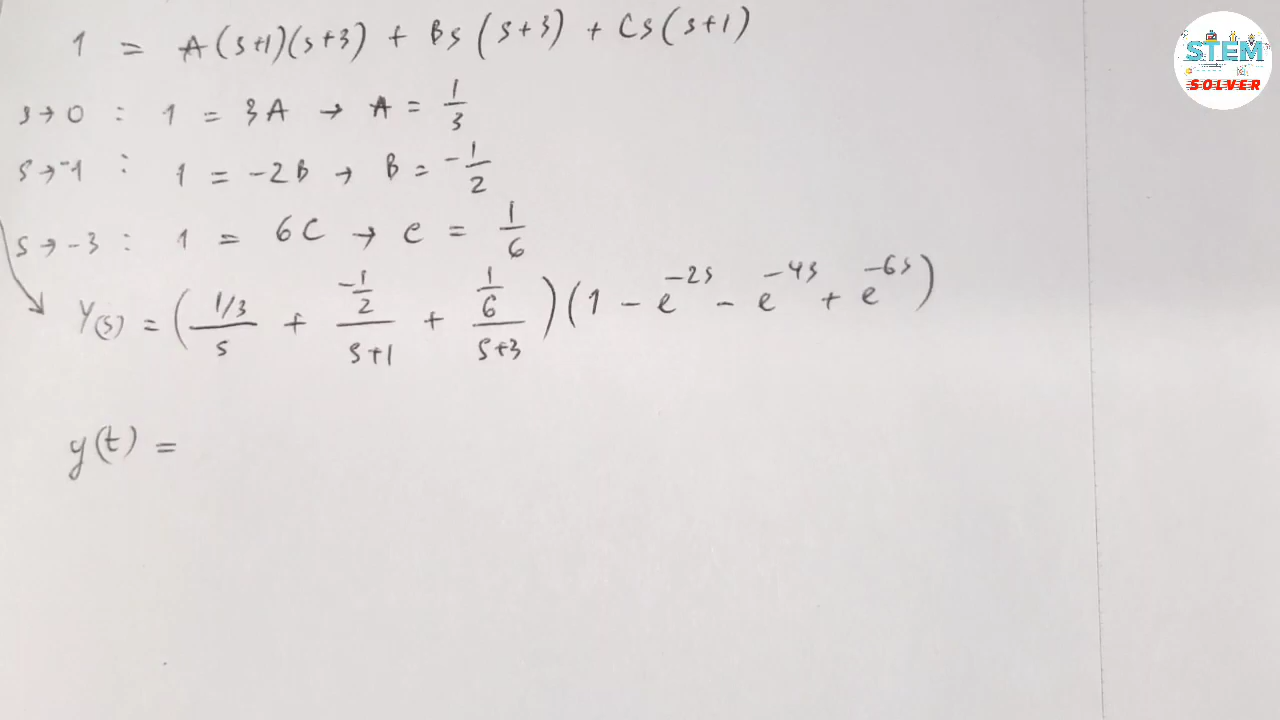 1 = A(s+1)(s+3) + Bs(s+3) + Cs(s+1)
s→0 : 1 = 3A → A = 1/3
s→-1 : 1 = -2B → B = -1/2
s→-3 : 1 = 6C → C = 1/6
Y(s) = ( (1/3)/s + (-1/2)/(s+1) + (1/6)/(s+3) ) (1 - e^{-2s} - e^{-4s} + e^{-6s})
y(t) =
STEM
SOLVER